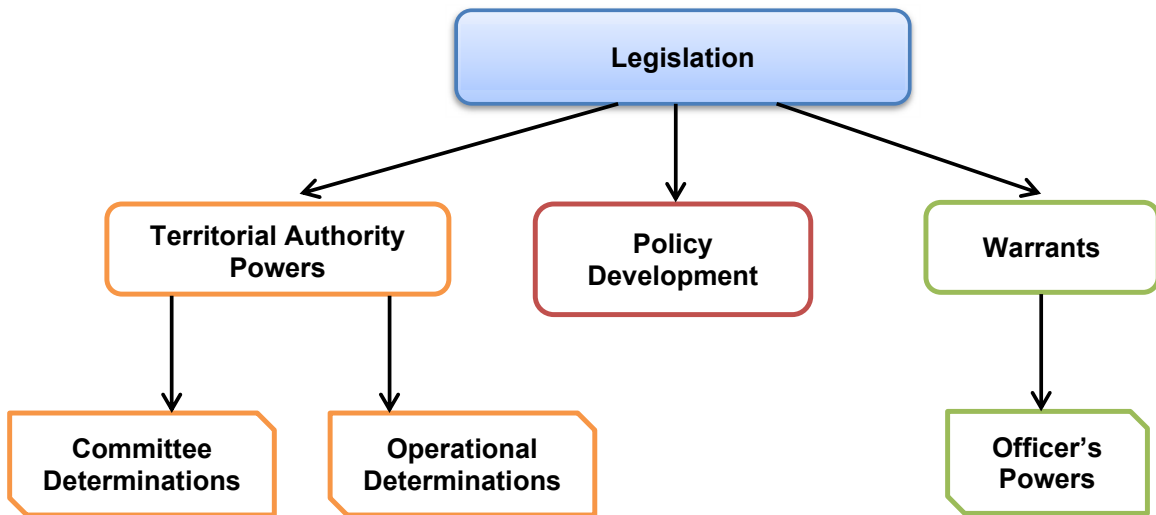 Legislation
Territorial Authority
Powers
Policy
Development
Warrants
Committee
Determinations
Operational
Determinations
Officer’s
Powers